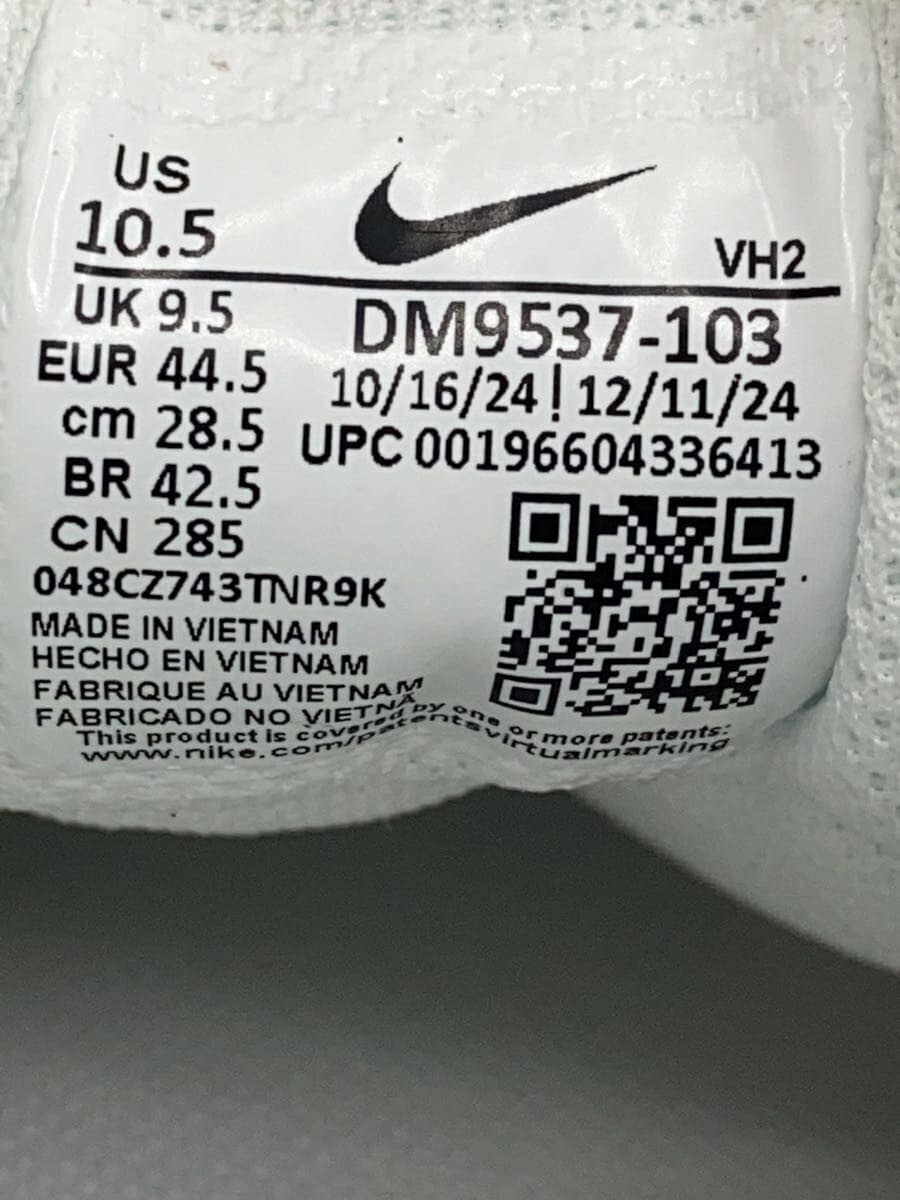 US
10.5
VH2
UK 9.5
EUR 44.5
cm 28.5
BR 42.5
CN 285
DM9537-103
10/16/24 ! 12/11/24
UPC 00196604336413
048CZ743TNR9K
MADE IN VIETNAM
HECHO EN VIETNAM
FABRIQUE AU VIETNAM
FABRICADO NO VIETNÃ
This product is covered by one or more patents:
www.nike.com/patentsvirtualmarking